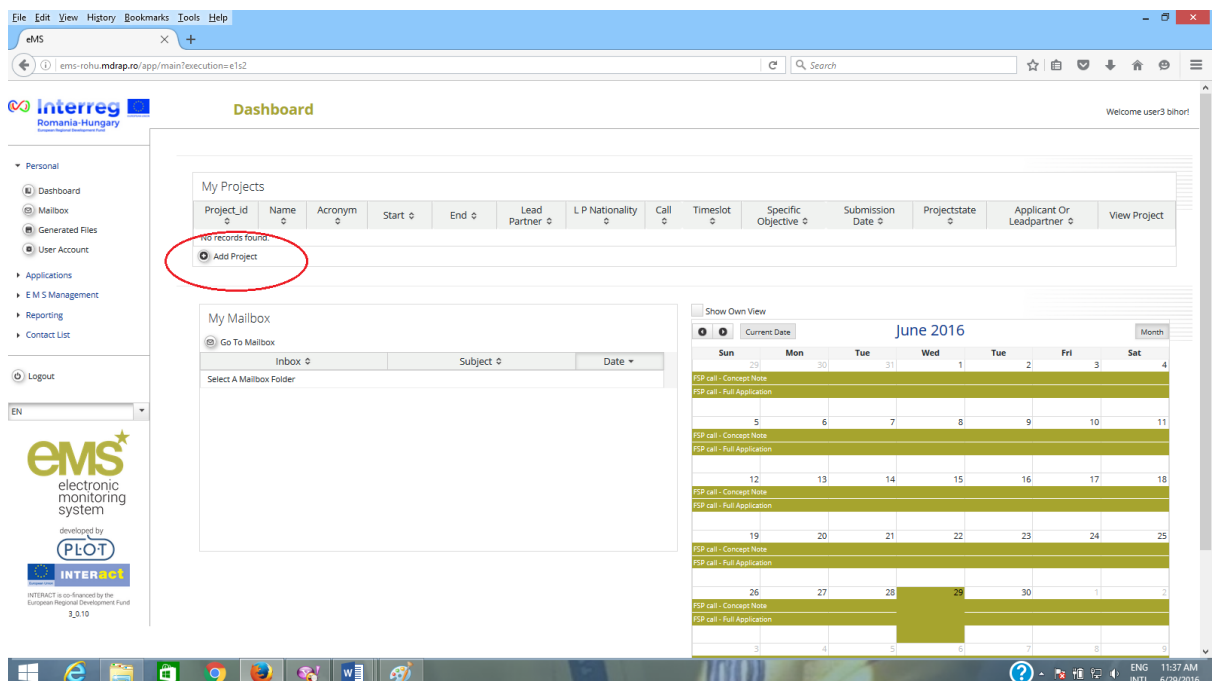 File Edit View History Bookmarks Tools Help
eMS
ems-rohu.mdrap.ro/app/main?execution=e1s2
Search
Interreg
Romania-Hungary
European Regional Development Fund
Dashboard
Welcome user3 bihor!
Personal
Dashboard
Mailbox
Generated Files
User Account
Applications
E M S Management
Reporting
Contact List
Logout
EN
eMS
electronic
monitoring
system
developed by
PLOT
INTERact
INTERACT is co-financed by the
European Regional Development Fund
3_0.10
My Projects
Project_id Name Acronym Start End Lead Partner L P Nationality Call Timeslot Specific Objective Submission Date Projectstate Applicant Or Leadpartner View Project
No records found.
Add Project
My Mailbox
Go To Mailbox
Inbox Subject Date
Select A Mailbox Folder
Show Own View
Current Date June 2016 Month
Sun Mon Tue Wed Tue Fri Sat
29 30 31 1 2 3 4
FSP call - Concept Note
FSP call - Full Application
5 6 7 8 9 10 11
FSP call - Concept Note
FSP call - Full Application
12 13 14 15 16 17 18
FSP call - Concept Note
FSP call - Full Application
19 20 21 22 23 24 25
FSP call - Concept Note
FSP call - Full Application
26 27 28 29 30 1 2
FSP call - Concept Note
FSP call - Full Application
3 4 5 6 7 8 9
ENG 11:37 AM
INTL 6/29/2016